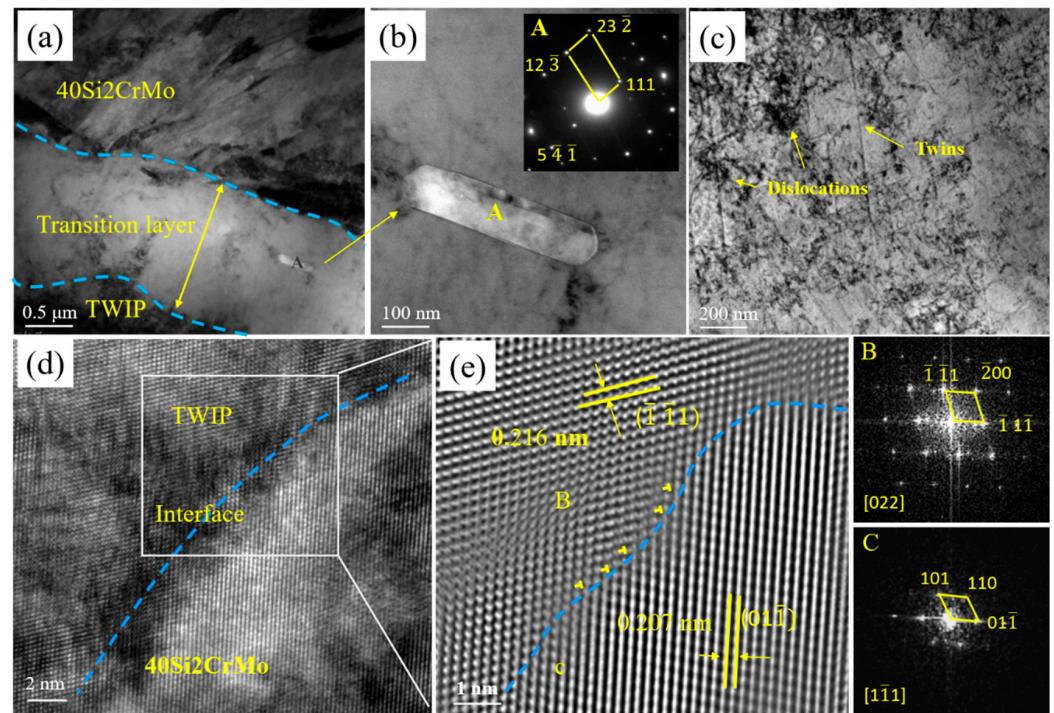 (a)
40Si2CrMo
Transition layer
A
TWIP
0.5 μm
(b)
A
23 2̅
12 3̅
111
5 4̅ 1̅
A
100 nm
(c)
Twins
Dislocations
200 nm
(d)
TWIP
Interface
40Si2CrMo
2 nm
(e)
(1̅ 1̅1)
0.216 nm
B
0.207 nm
(011̅)
c
1 nm
B
1̅ 1̅1
2̅00
1̅ 11̅
[022]
C
101
110
01-1̅
[11̅1]